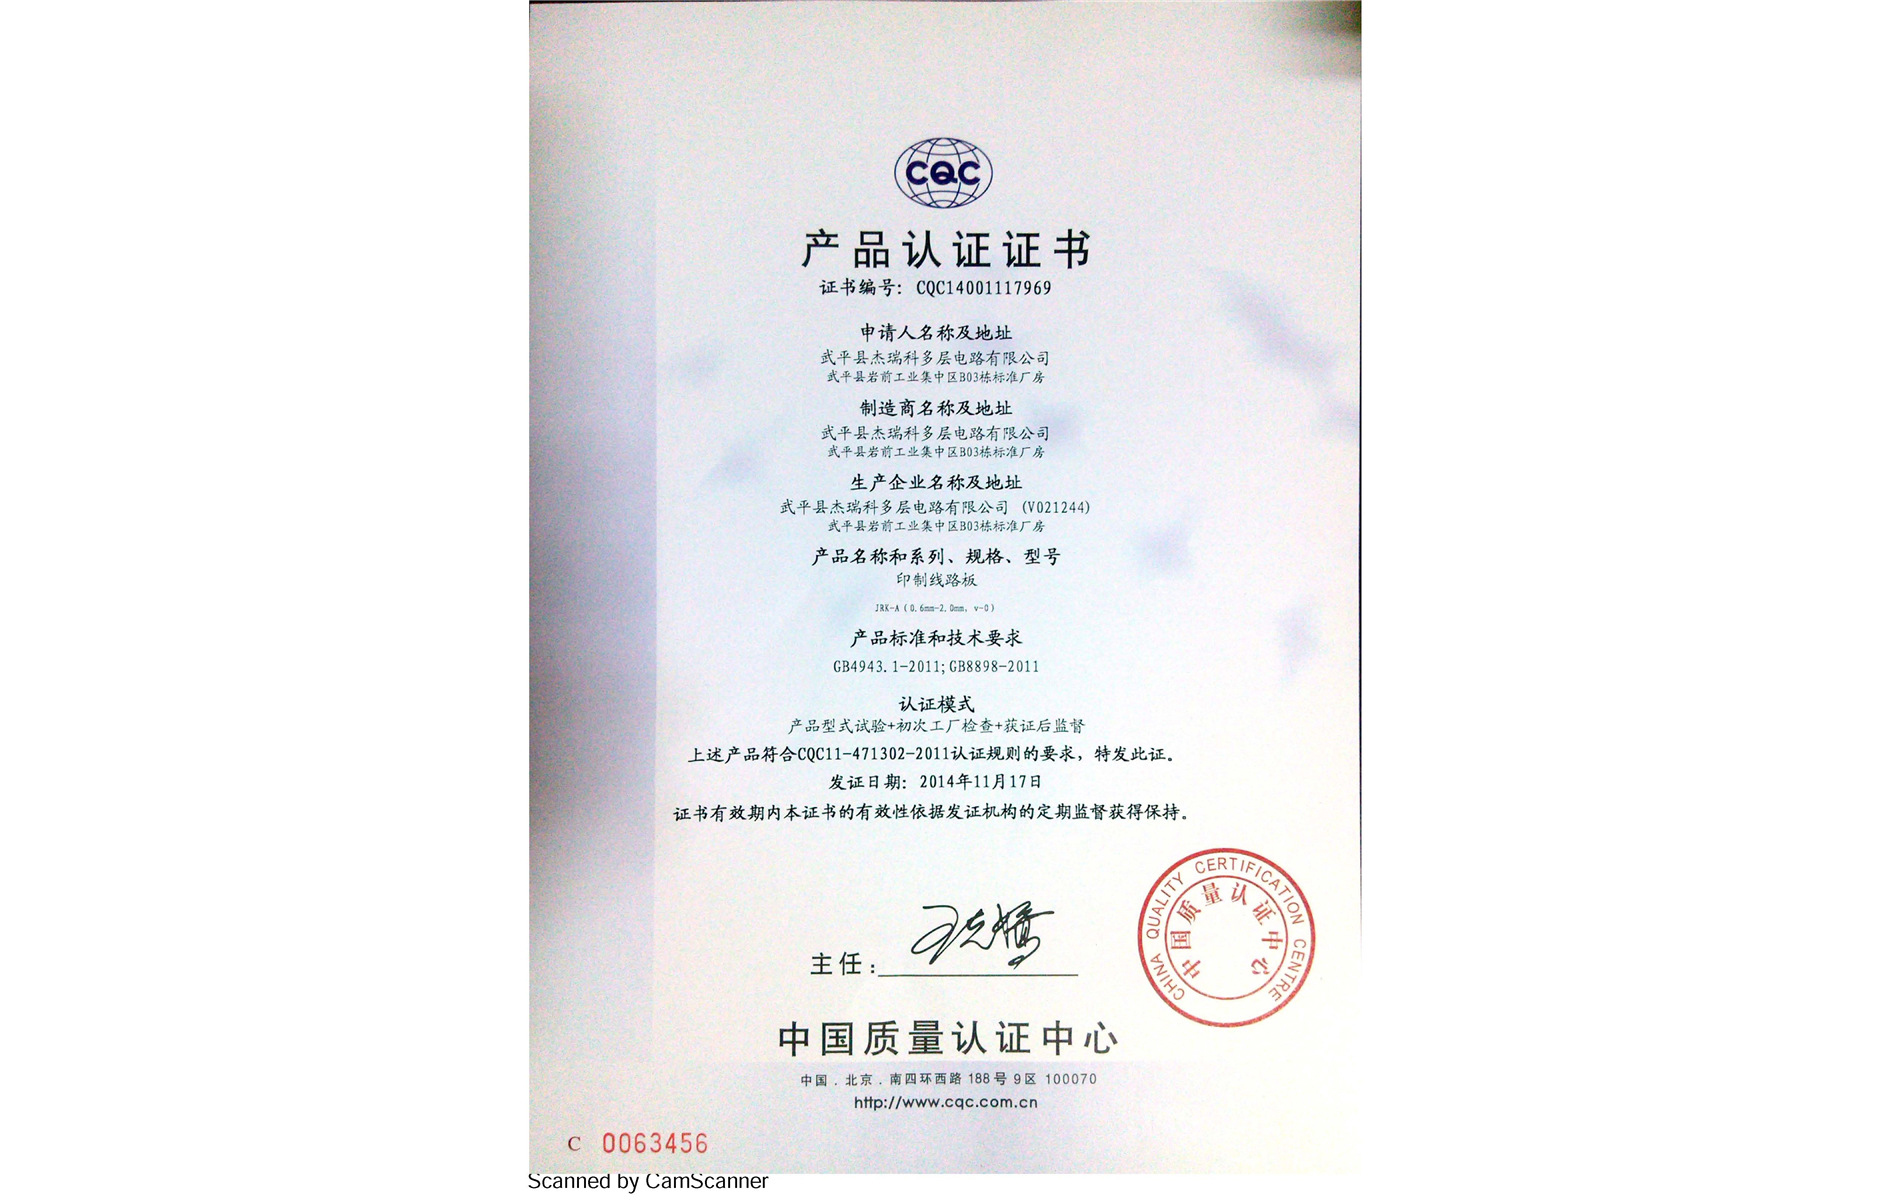 CQC
产品认证证书
证书编号：CQC14001117969
申请人名称及地址
武平县杰瑞科多层电路有限公司
武平县岩前工业集中区B03栋标准厂房
制造商名称及地址
武平县杰瑞科多层电路有限公司
武平县岩前工业集中区B03栋标准厂房
生产企业名称及地址
武平县杰瑞科多层电路有限公司 (V021244)
武平县岩前工业集中区B03栋标准厂房
产品名称和系列、规格、型号
印制线路板
JRK-A (0.6mm-2.0mm, v-0)
产品标准和技术要求
GB4943.1-2011;GB8898-2011
认证模式
产品型式试验+初次工厂检查+获证后监督
上述产品符合CQC11-471302-2011认证规则的要求，特发此证。
发证日期：2014年11月17日
证书有效期内本证书的有效性依据发证机构的定期监督获得保持。
CHINA QUALITY CERTIFICATION CENTRE
中国质量认证中心
主任：
中国质量认证中心
中国．北京．南四环西路 188号 9区 100070
http://www.cqc.com.cn
C 0063456
Scanned by CamScanner